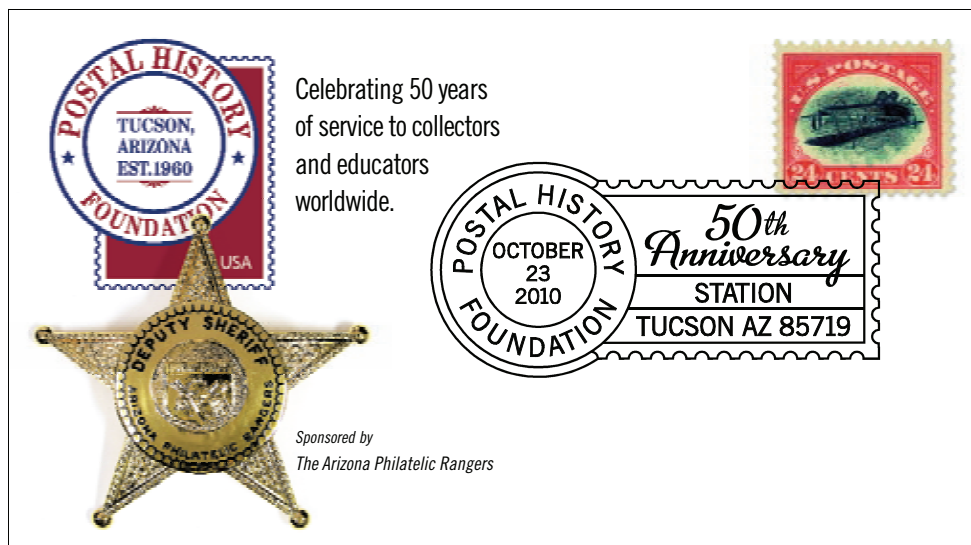 POSTAL HISTORY
TUCSON,
ARIZONA
EST.1960
FOUNDATION
USA
Celebrating 50 years
of service to collectors
and educators
worldwide.
DEPUTY SHERIFF
ARIZONA PHILATELIC RANGERS
Sponsored by
The Arizona Philatelic Rangers
U.S. POSTAGE
24 CENTS 24
POSTAL HISTORY
OCTOBER
23
2010
FOUNDATION
50th
Anniversary
STATION
TUCSON AZ 85719